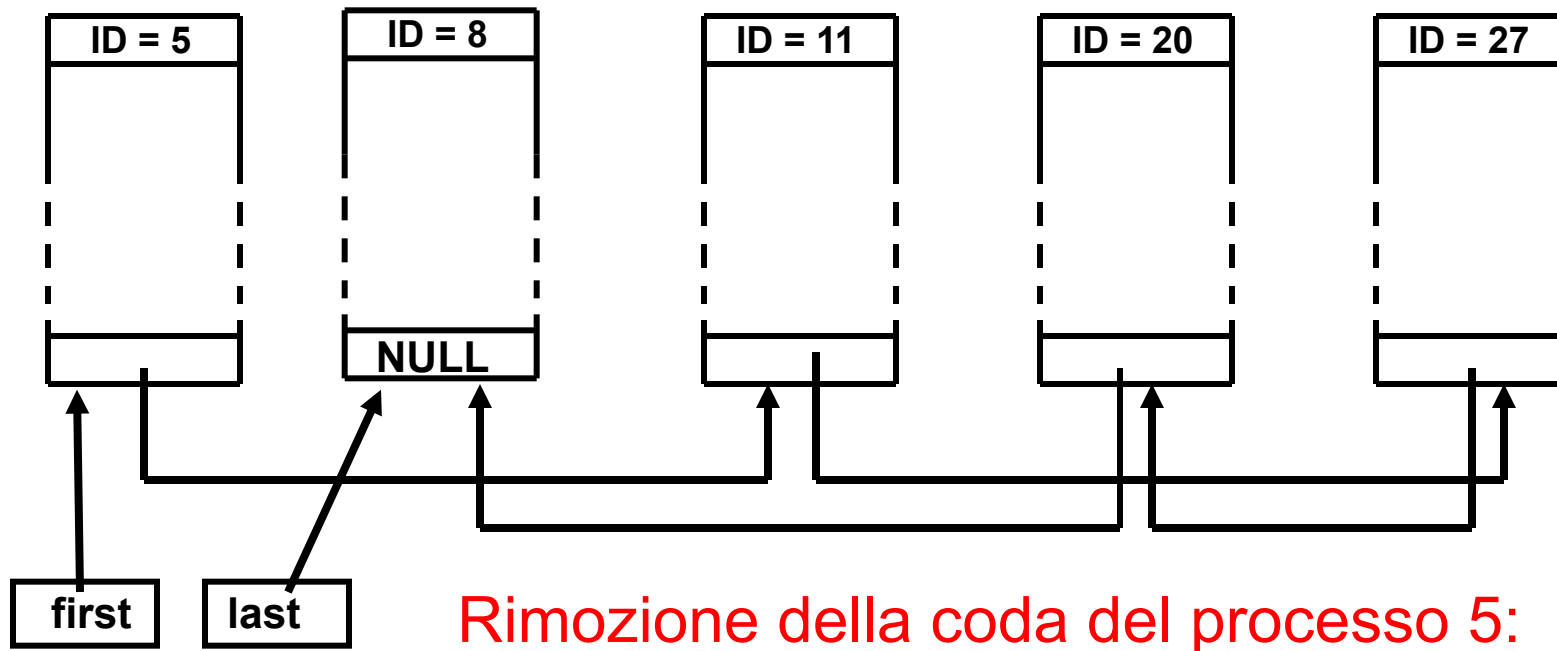 ID = 5
ID = 8
ID = 11
ID = 20
ID = 27
NULL
first
last
Rimozione della coda del processo 5: